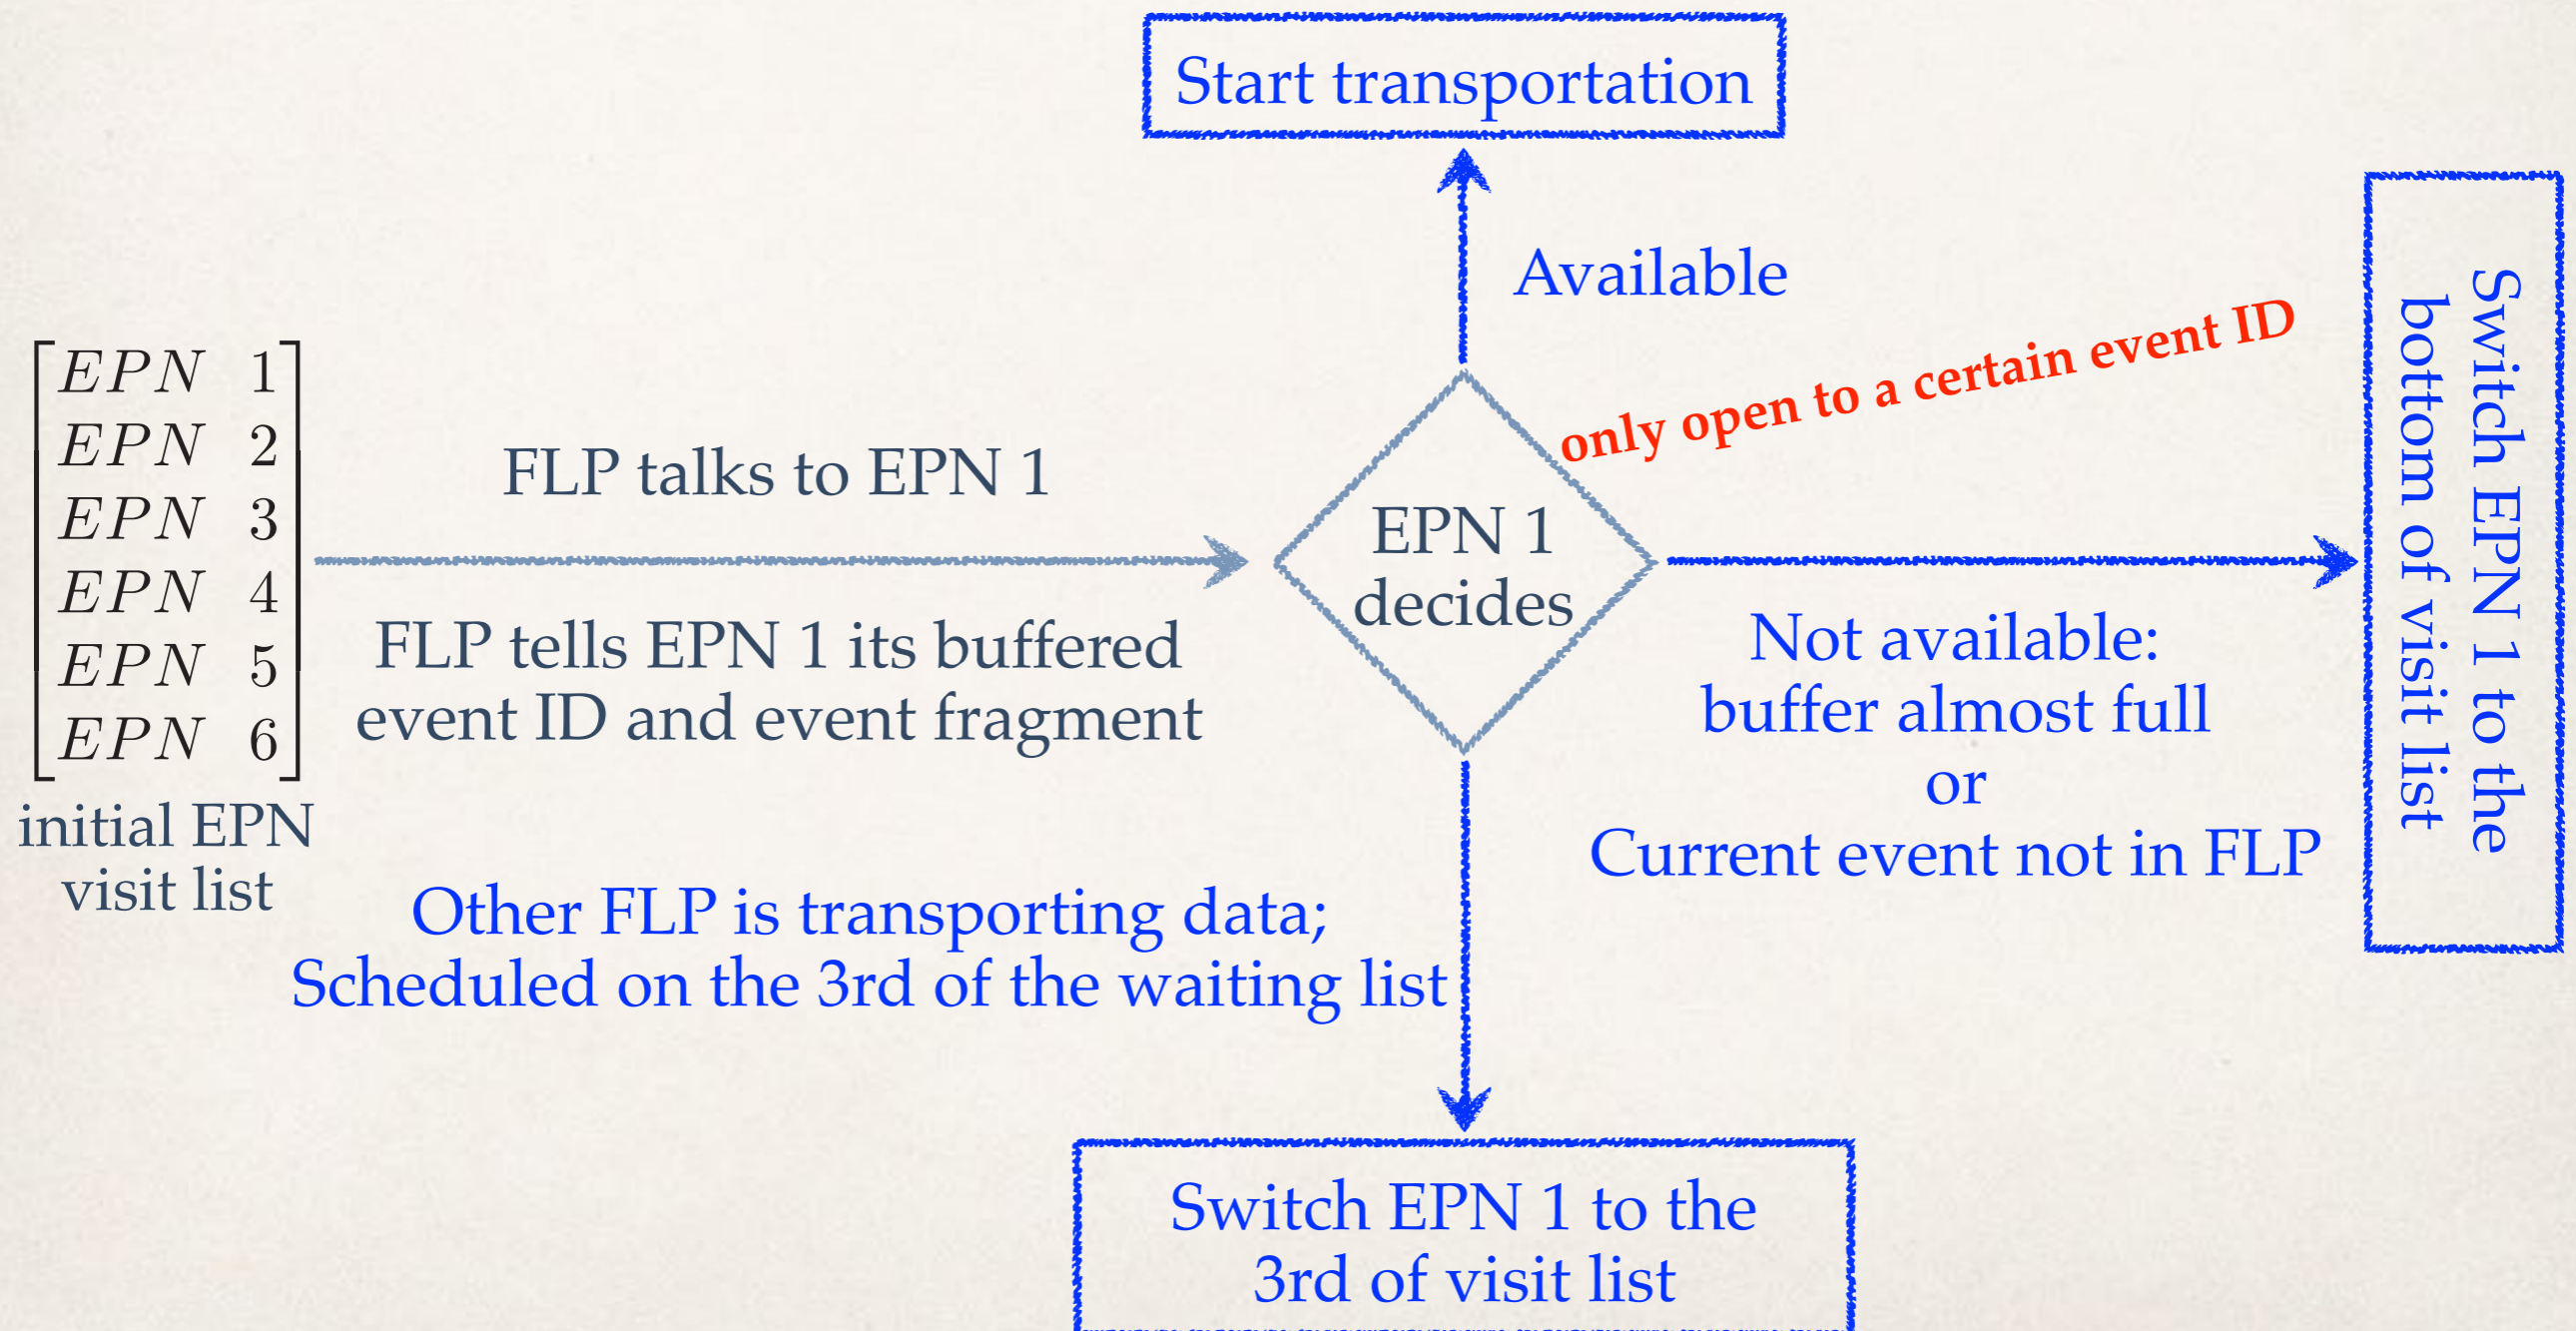 Start transportation
Available
only open to a certain event ID
EPN 1
EPN 2
EPN 3
EPN 4
EPN 5
EPN 6
initial EPN
visit list
FLP talks to EPN 1
FLP tells EPN 1 its buffered
event ID and event fragment
EPN 1
decides
Not available:
buffer almost full
or
Current event not in FLP
Switch EPN 1 to the
bottom of visit list
Other FLP is transporting data;
Scheduled on the 3rd of the waiting list
Switch EPN 1 to the
3rd of visit list